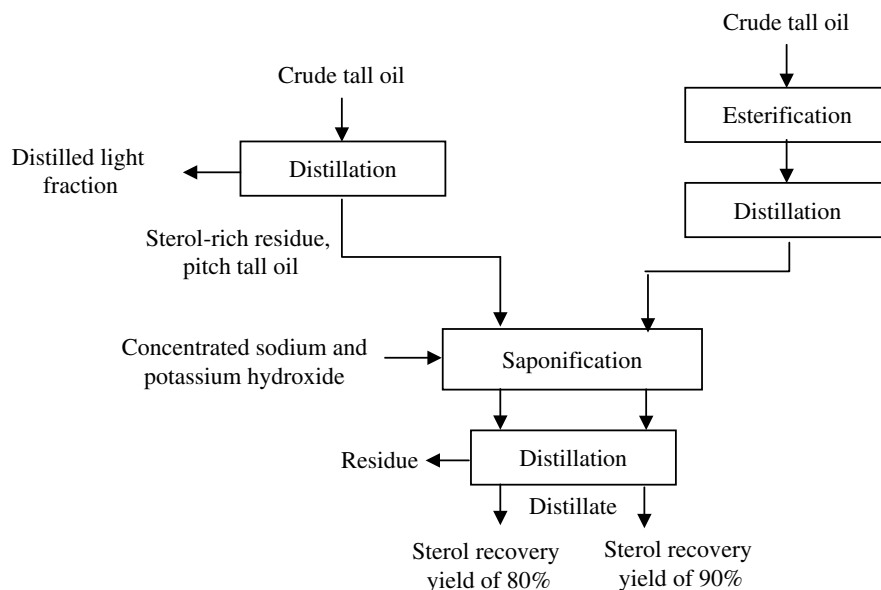 Crude tall oil
Crude tall oil
Esterification
Distilled light
fraction
Distillation
Distillation
Sterol-rich residue,
pitch tall oil
Concentrated sodium and
potassium hydroxide
Saponification
Residue
Distillation
Distillate
Sterol recovery
yield of 80%
Sterol recovery
yield of 90%